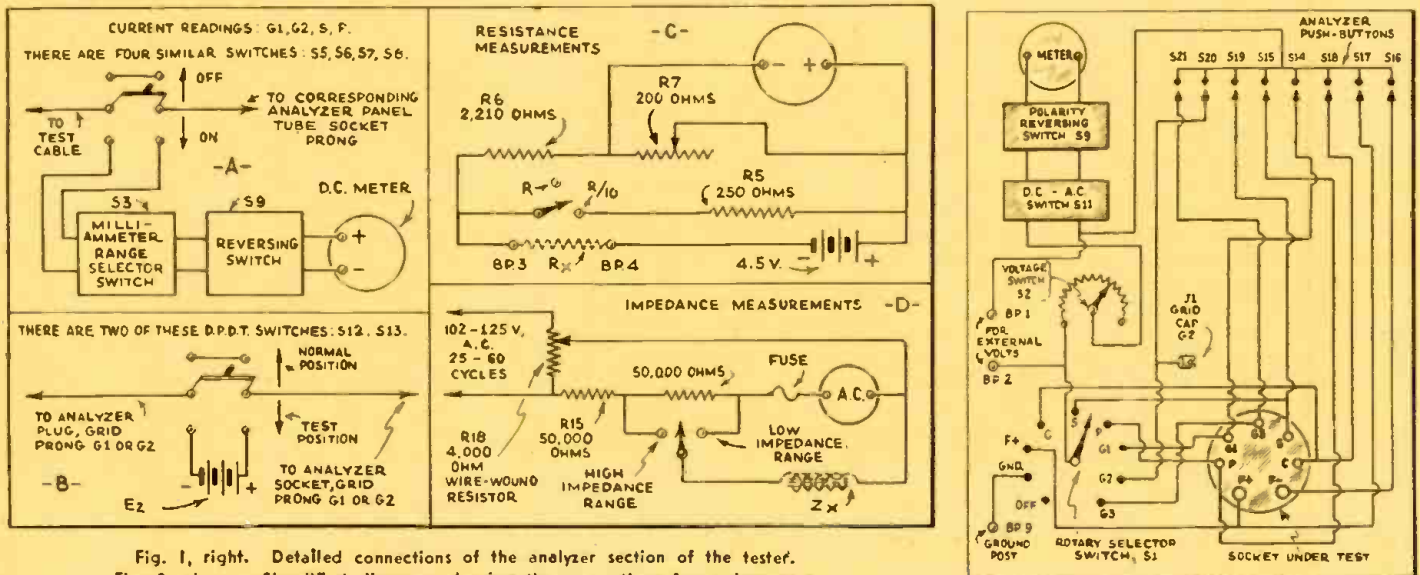 CURRENT READINGS: G1, G2, S, P.
THERE ARE FOUR SIMILAR SWITCHES: S5, S6, S7, S8.
OFF
ON
TO
TEST
CABLE
TO CORRESPONDING
ANALYZER PANEL
TUBE SOCKET
PRONG
-A-
S3
MILLI-
AMMETER
RANGE
SELECTOR
SWITCH
S9
REVERSING
SWITCH
D.C. METER
+
-
THERE ARE TWO OF THESE D.P.D.T. SWITCHES: S12. S13.
NORMAL
POSITION
TO ANALYZER
PLUG, GRID
PRONG G1 OR G2
TEST
POSITION
-B-
- +
E2
TO ANALYZER
SOCKET, GRID
PRONG G1 OR G2
RESISTANCE
MEASUREMENTS
-C-
- +
R6
2,210 OHMS
R7
200 OHMS
R
R/10
R5
250 OHMS
BP.3
RX
BP.4
4.5 V.
- +
IMPEDANCE MEASUREMENTS -D-
102-125 V.
A.C.
25 - 60
CYCLES
50,000 OHMS
FUSE
A.C.
R18
4,000
OHM
WIRE-WOUND
RESISTOR
R15
50,000
OHMS
HIGH
IMPEDANCE
RANGE
LOW
IMPEDANCE
RANGE
ZX
ANALYZER
PUSH-BUTTONS
S21 S20 S19 S15 S14 S18 S17 S16
METER
POLARITY
REVERSING
SWITCH S9
D.C. - A.C.
SWITCH S11
VOLTAGE
SWITCH
S2
BP 1
FOR
EXTERNAL
VOLTS
BP 2
J1
GRID
CAP
G2
C
S
P
G1
G2
G3
F+
GND.
OFF
BP 9
GROUND
POST
ROTARY SELECTOR
SWITCH, S1
G3
G1
S
P
C
F+
F-
SOCKET UNDER TEST
Fig. 1, right. Detailed connections of the analyzer section of the tester.